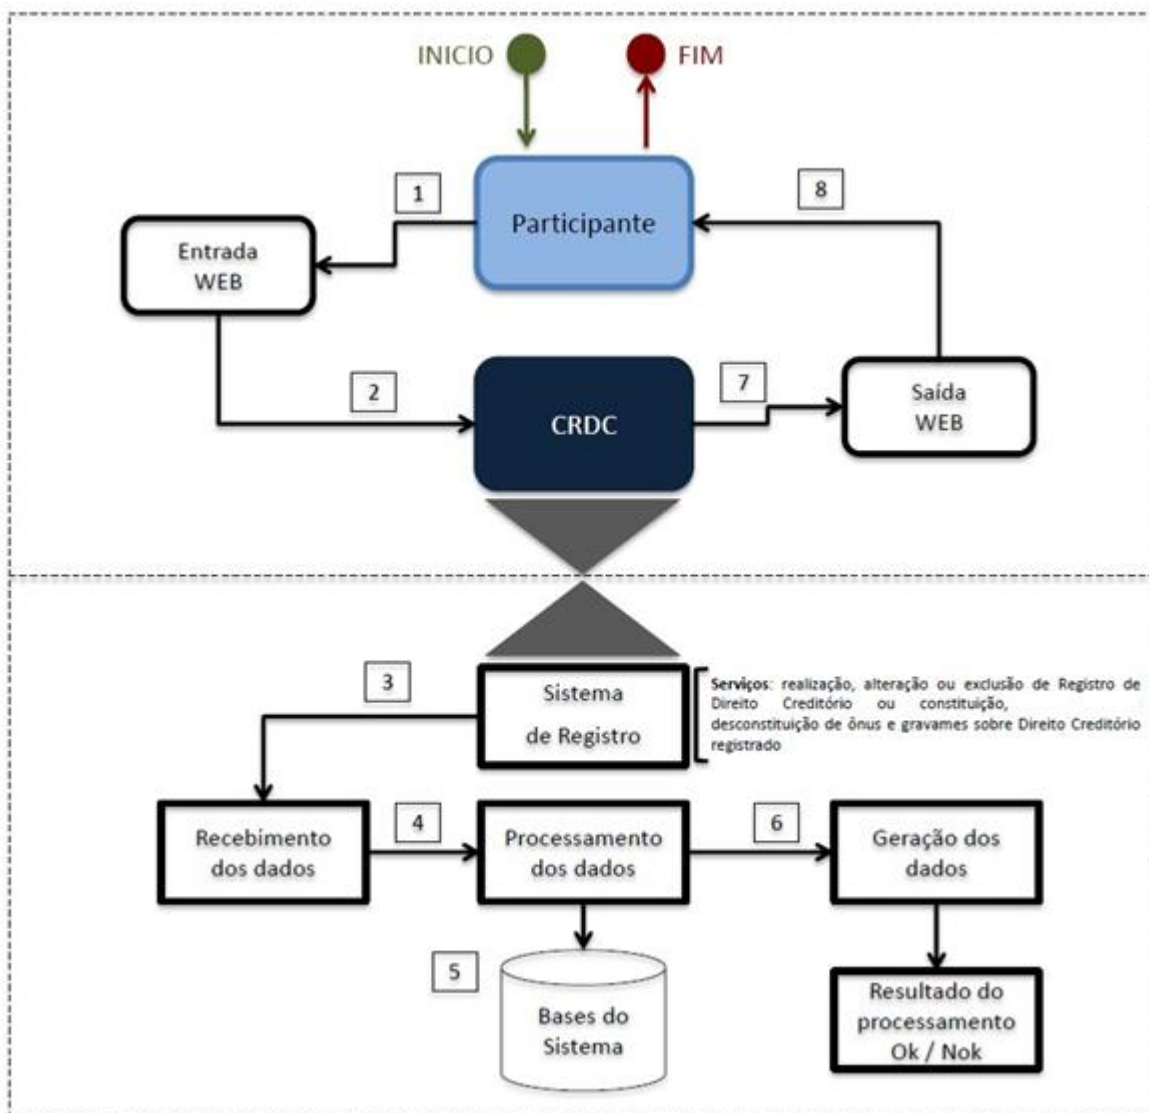 INICIO
FIM
1
8
Participante
Entrada
WEB
2
CRDC
7
Saída
WEB
3
Sistema
de Registro
Serviços: realização, alteração ou exclusão de Registro de
Direito Creditório ou constituição,
desconstituição de ônus e gravames sobre Direito Creditório
registrado
Recebimento
dos dados
4
Processamento
dos dados
6
Geração dos
dados
5
Bases do
Sistema
Resultado do
processamento
Ok / Nok